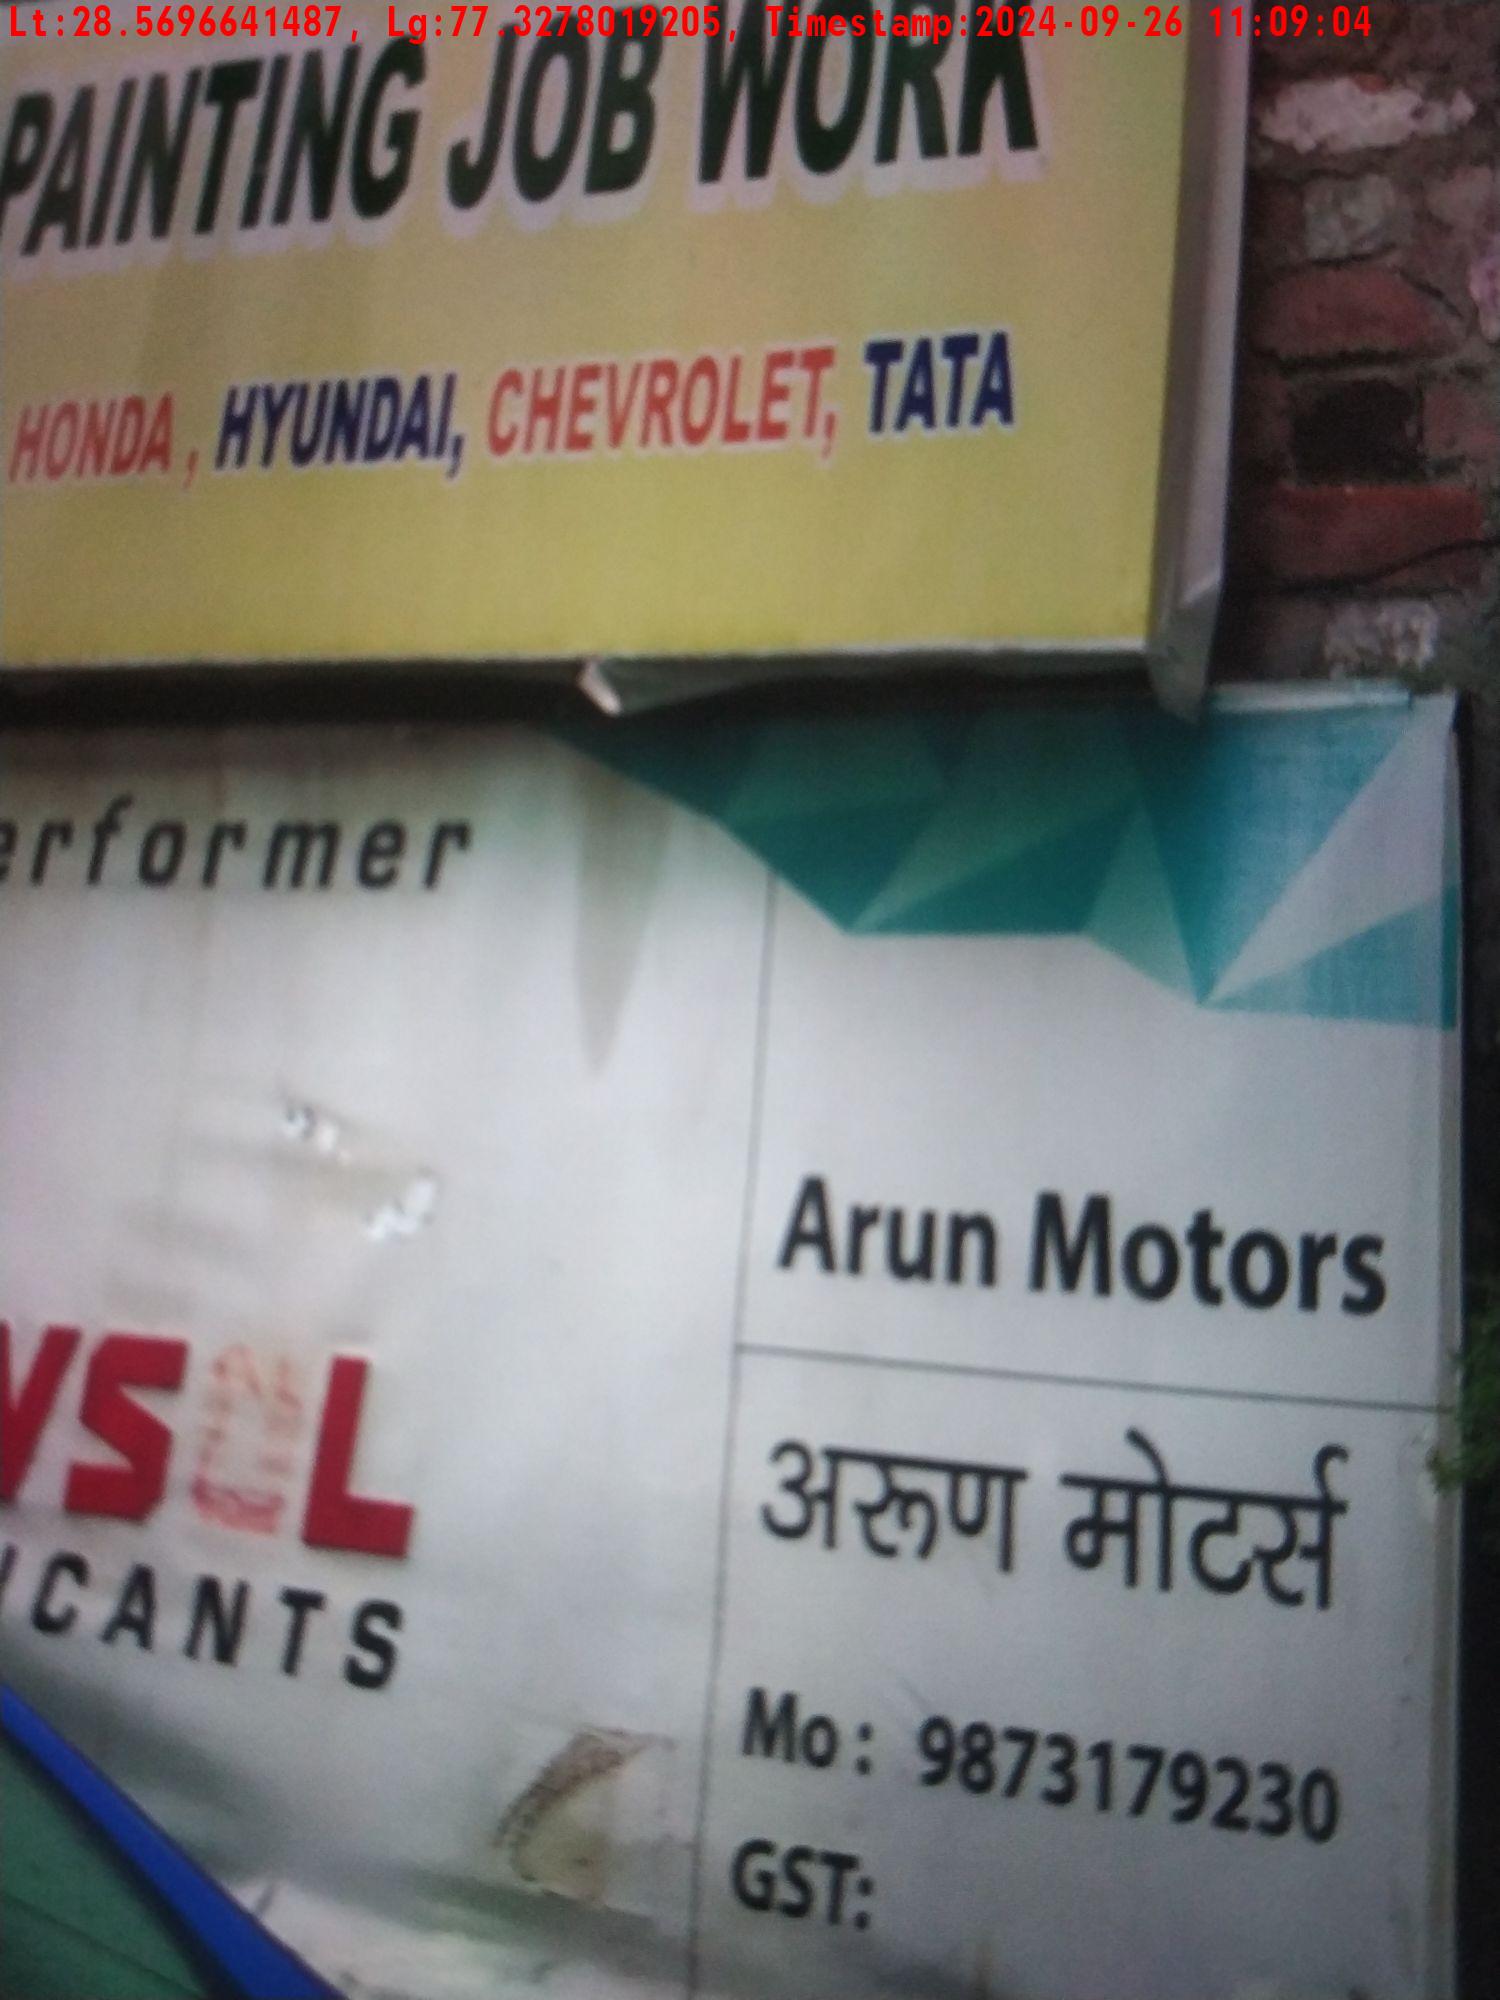 Lt:28.5696641487, Lg:77.3278019205, Timestamp:2024-09-26 11:09:04
PAINTING JOB WORK
HONDA, HYUNDAI, CHEVROLET, TATA
erformer
Arun Motors
VSOL
ICANTS
अरूण मोटर्स
Mo: 9873179230
GST: